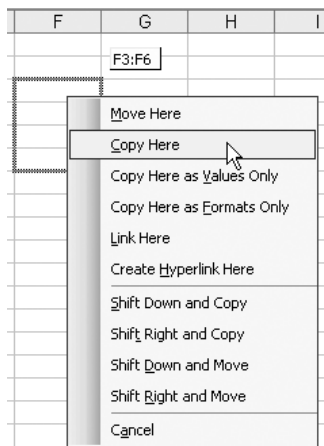 F G H I
F3:F6
Move Here
Copy Here
Copy Here as Values Only
Copy Here as Formats Only
Link Here
Create Hyperlink Here
Shift Down and Copy
Shift Right and Copy
Shift Down and Move
Shift Right and Move
Cancel